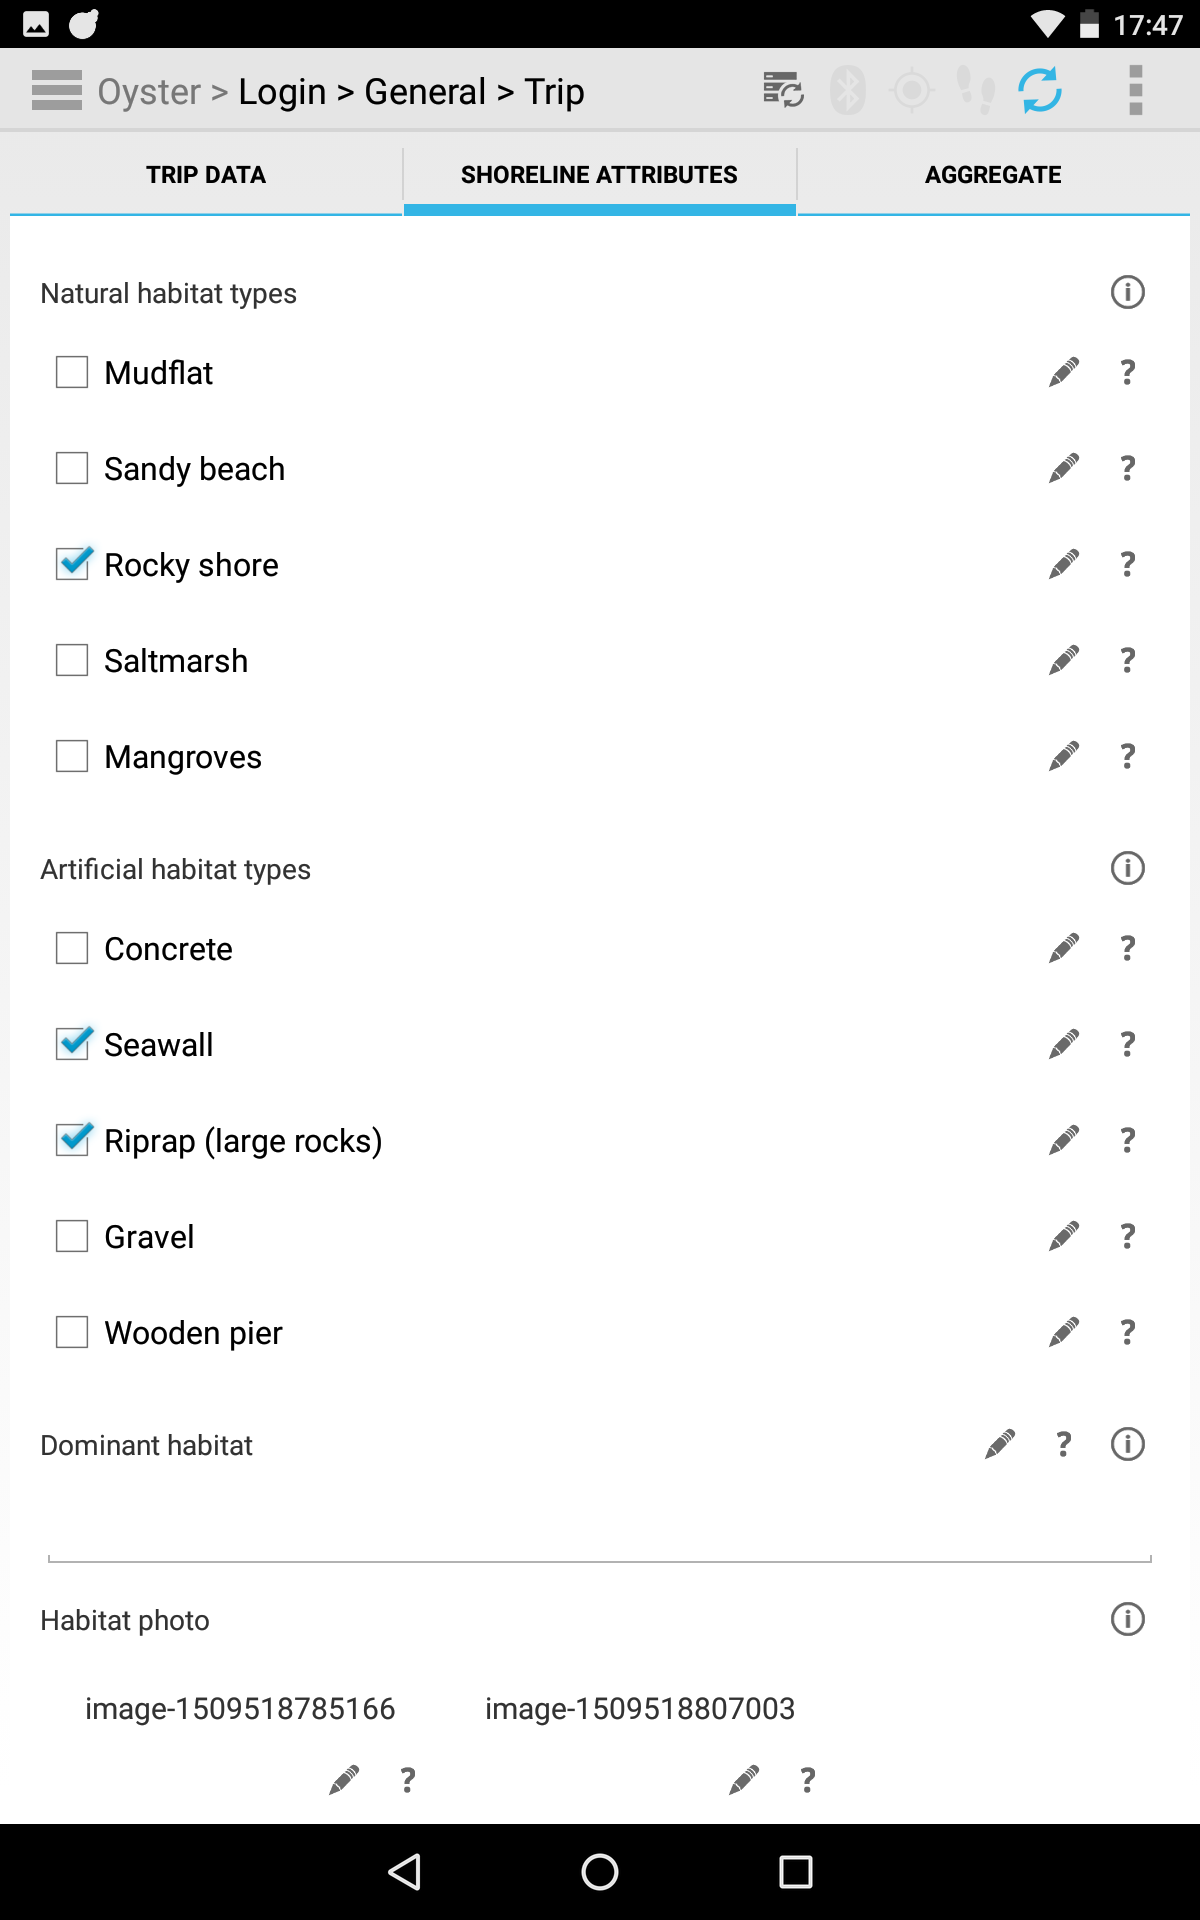 17:47
Oyster > Login > General > Trip
TRIP DATA
SHORELINE ATTRIBUTES
AGGREGATE
Natural habitat types
Mudflat ?
Sandy beach ?
Rocky shore ?
Saltmarsh ?
Mangroves ?
Artificial habitat types
Concrete ?
Seawall ?
Riprap (large rocks) ?
Gravel ?
Wooden pier ?
Dominant habitat ?
Habitat photo
image-1509518785166 image-1509518807003
? ?